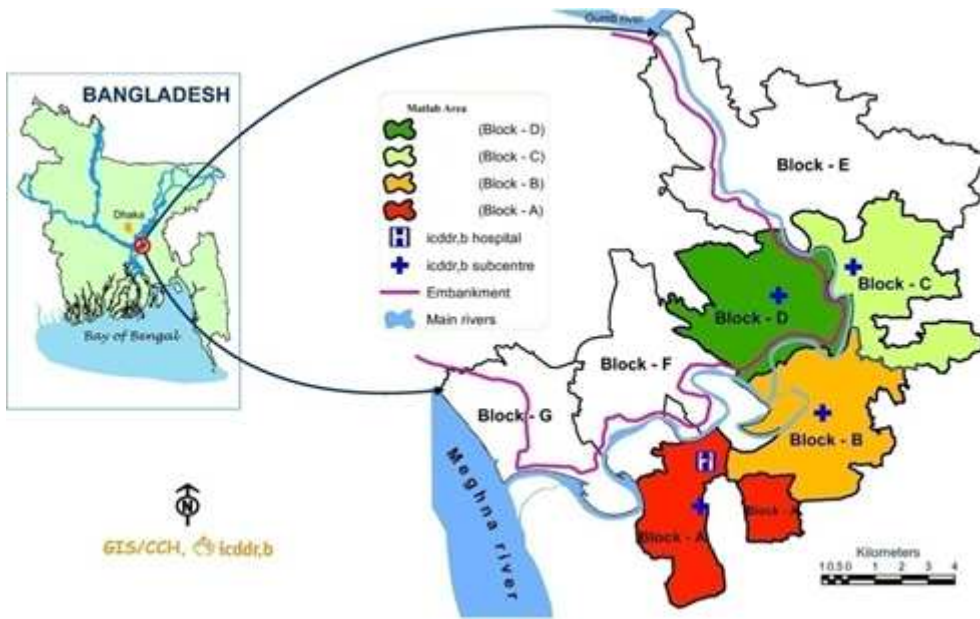 BANGLADESH
Dhaka
Bay of Bengal
N
GIS/CCH, icddr,b
Matlab Area
(Block - D)
(Block - C)
(Block - B)
(Block - A)
H icddr,b hospital
icddr,b subcentre
Embankment
Main rivers
Gumti river
Block - E
Block - C
Block - D
Block - F
Block - G
Block - B
H
Block - A
Block - A
Meghna river
Kilometers
1 0.5 0 1 2 3 4